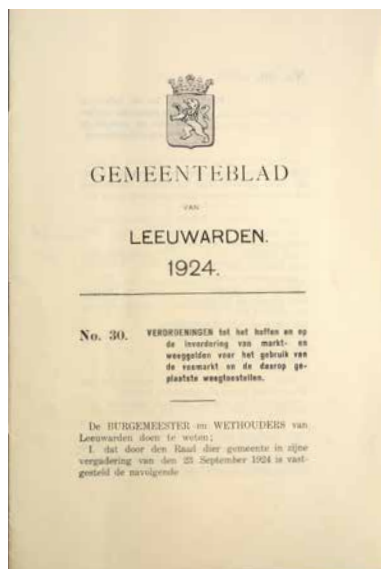 GEMEENTEBLAD
VAN
LEEUWARDEN.
1924.
No. 30. VERORDENINGEN tot het heffen en op
de invordering van markt- en
weeggelden voor het gebruik van
de veemarkt en de daarop ge-
plaatste weegtoestellen.
De BURGEMEESTER en WETHOUDERS van
Leeuwarden doen te weten;
I. dat door den Raad dier gemeente in zijne
vergadering van den 23 September 1924 is vast-
gesteld de navolgende